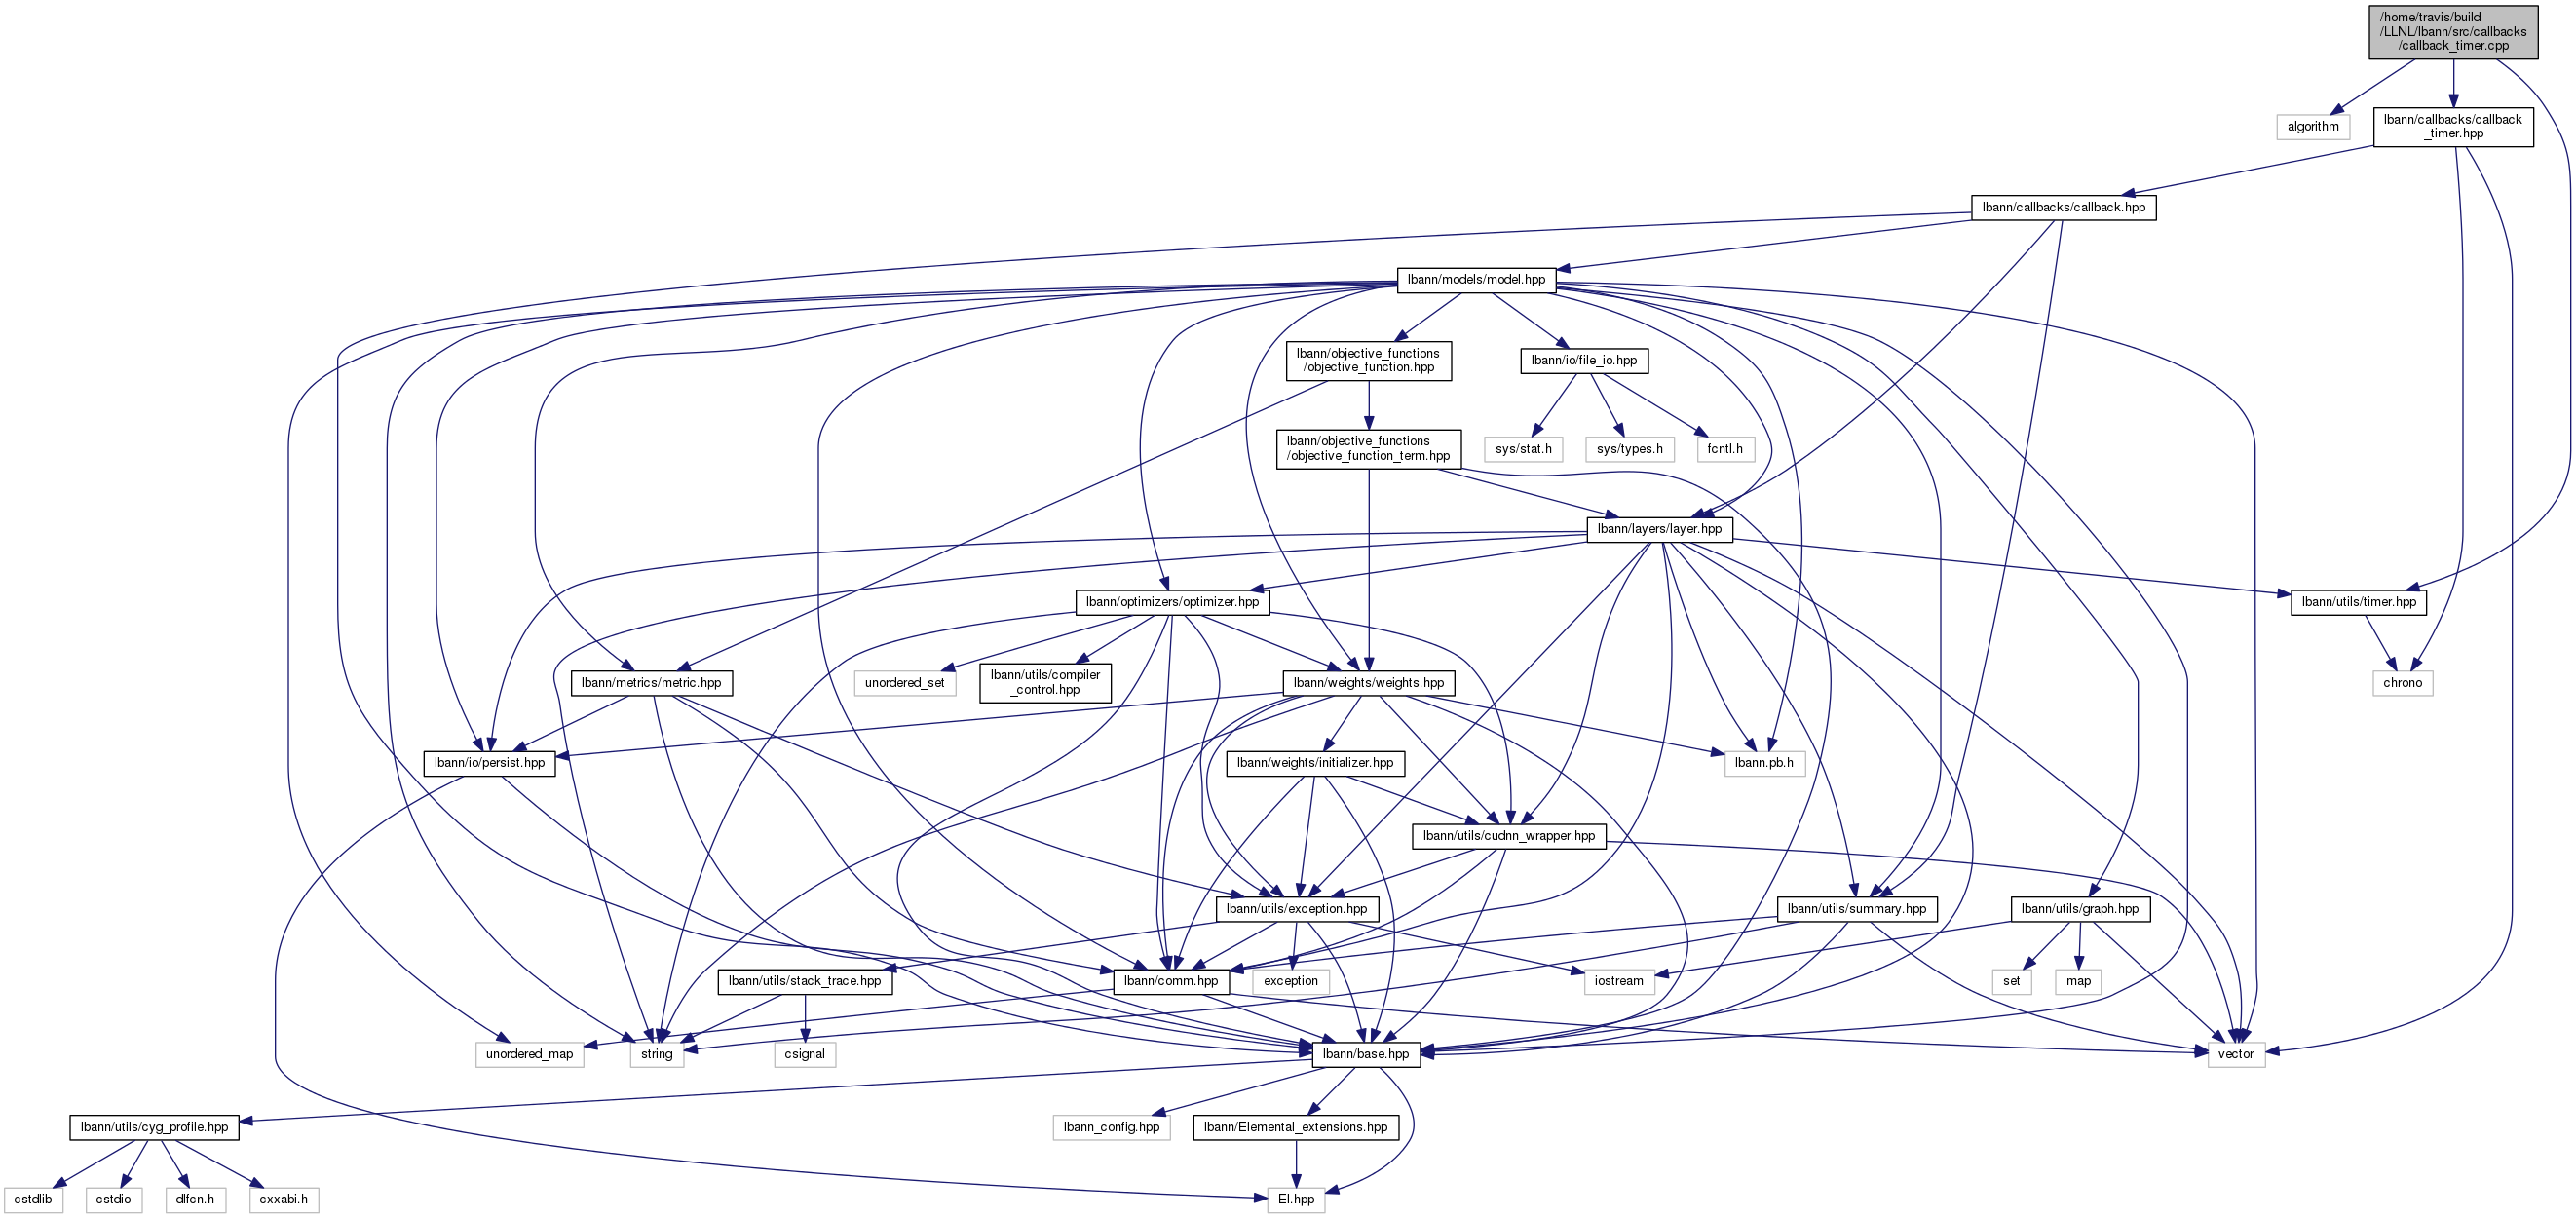 /home/travis/build
/LLNL/lbann/src/callbacks
/callback_timer.cpp
algorithm
lbann/callbacks/callback
_timer.hpp
lbann/callbacks/callback.hpp
lbann/models/model.hpp
lbann/objective_functions
/objective_function.hpp
lbann/io/file_io.hpp
lbann/objective_functions
/objective_function_term.hpp
sys/stat.h
sys/types.h
fcntl.h
lbann/layers/layer.hpp
lbann/optimizers/optimizer.hpp
lbann/utils/timer.hpp
lbann/metrics/metric.hpp
unordered_set
lbann/utils/compiler
_control.hpp
lbann/weights/weights.hpp
chrono
lbann/io/persist.hpp
lbann/weights/initializer.hpp
lbann.pb.h
lbann/utils/cudnn_wrapper.hpp
lbann/utils/exception.hpp
lbann/utils/summary.hpp
lbann/utils/graph.hpp
lbann/utils/stack_trace.hpp
lbann/comm.hpp
exception
iostream
set
map
unordered_map
string
csignal
lbann/base.hpp
vector
lbann/utils/cyg_profile.hpp
lbann_config.hpp
lbann/Elemental_extensions.hpp
cstdlib
cstdio
dlfcn.h
cxxabi.h
El.hpp